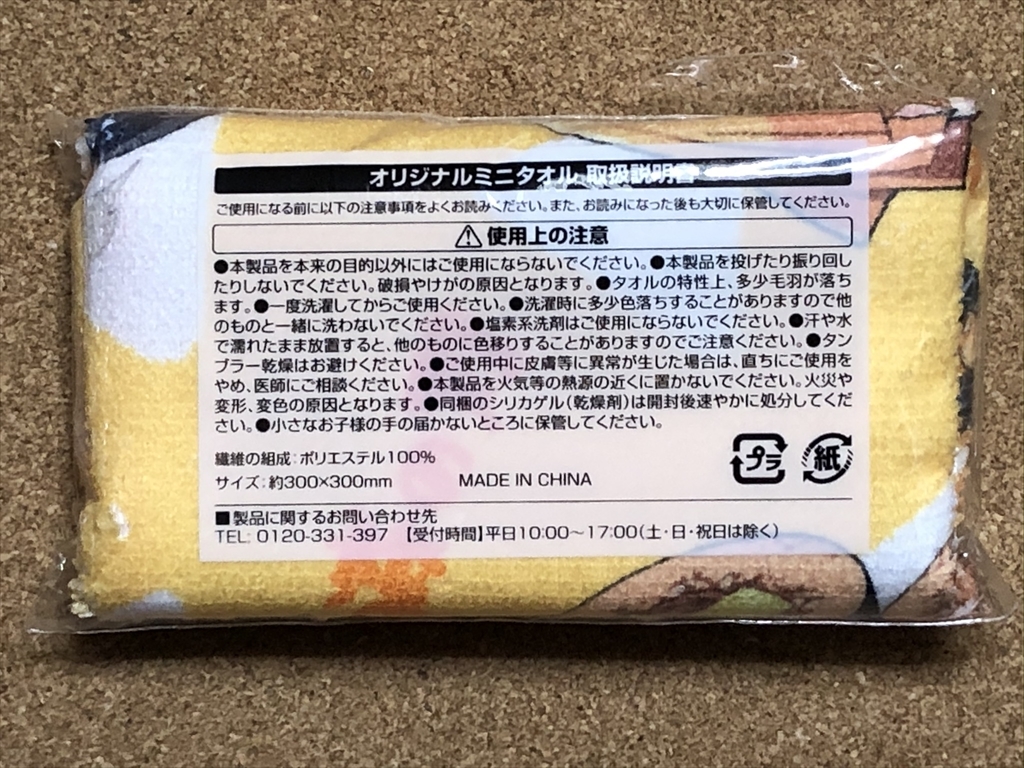 オリジナルミニタオル 取扱説明書
ご使用になる前に以下の注意事項をよくお読みください。また、お読みになった後も大切に保管してください。
⚠使用上の注意
●本製品を本来の目的以外にはご使用にならないでください。●本製品を投げたり振り回し
たりしないでください。破損やけがの原因となります。●タオルの特性上、多少毛羽が落ち
ます。●一度洗濯してからご使用ください。●洗濯時に多少色落ちすることがありますので他
のものと一緒に洗わないでください。●塩素系洗剤はご使用にならないでください。●汗や水
で濡れたまま放置すると、他のものに色移りすることがありますのでご注意ください。●タン
ブラー乾燥はお避けください。●ご使用中に皮膚等に異常が生じた場合は、直ちにご使用を
やめ、医師にご相談ください。●本製品を火気等の熱源の近くに置かないでください。火災や
変形、変色の原因となります。●同梱のシリカゲル(乾燥剤)は開封後速やかに処分してくだ
さい。●小さなお子様の手の届かないところに保管してください。
繊維の組成:ポリエステル100%
サイズ:約300×300mm MADE IN CHINA
プラ 紙
■製品に関するお問い合わせ先
TEL: 0120-331-397 【受付時間】平日10:00〜17:00(土・日・祝日は除く)